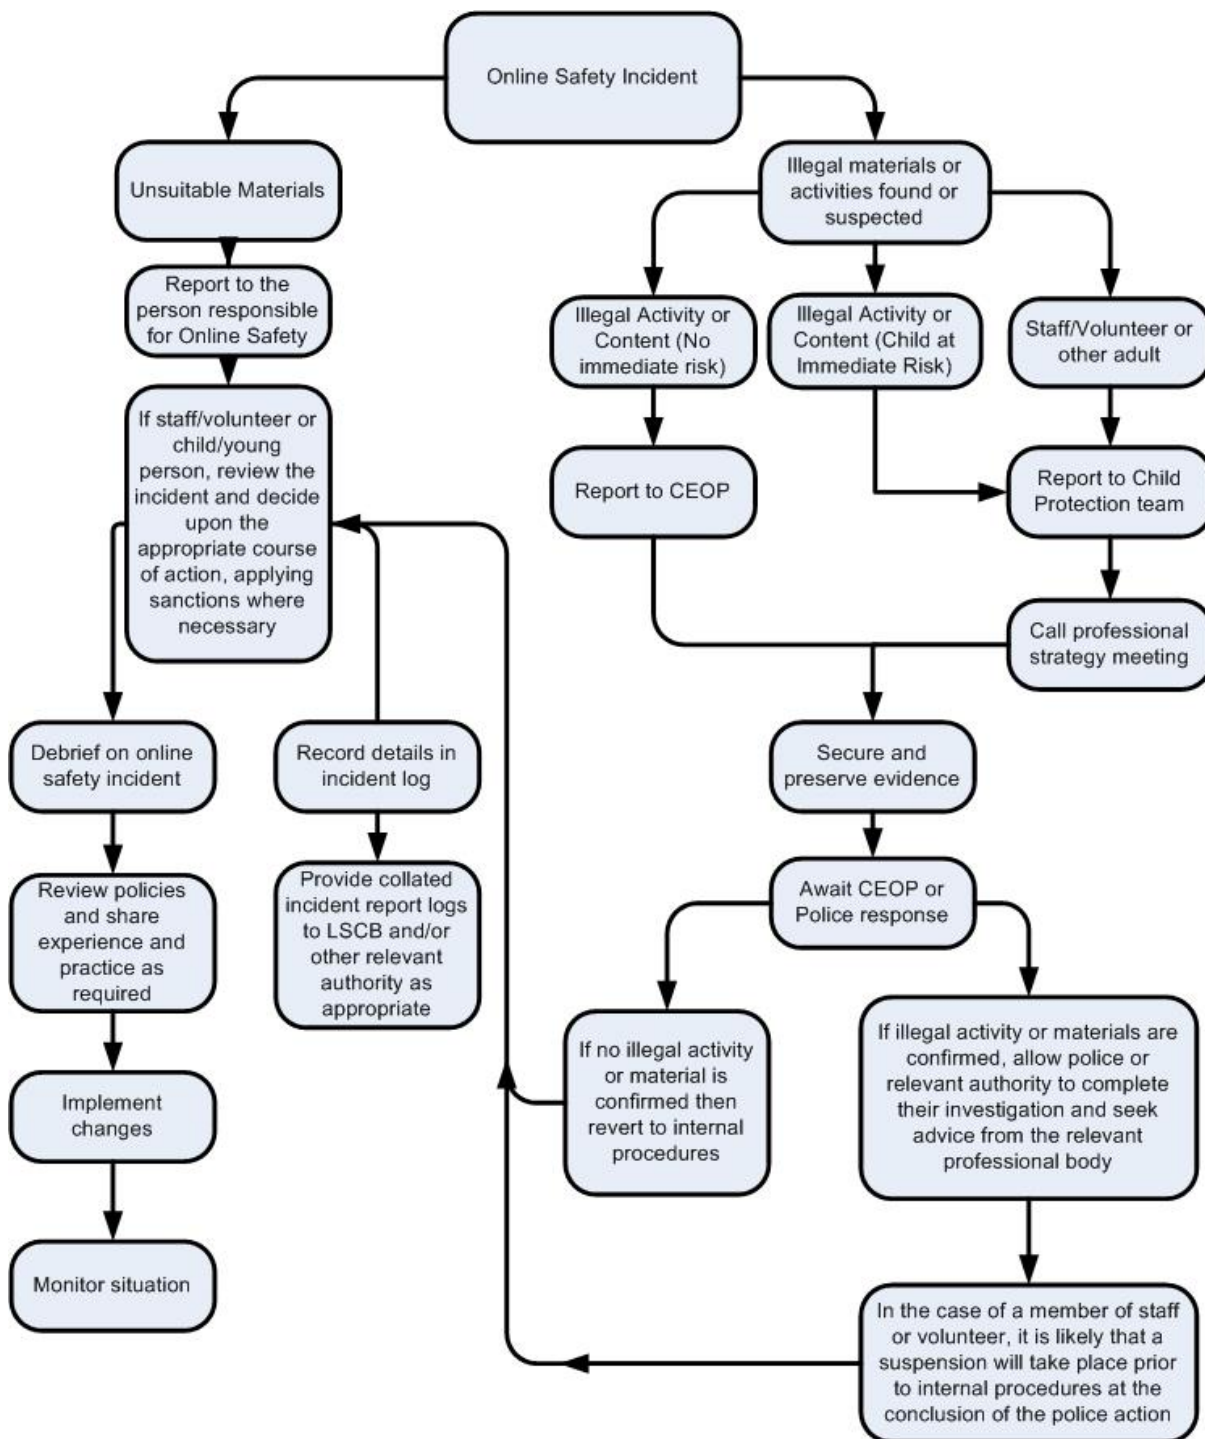 Online Safety Incident
Unsuitable Materials
Illegal materials or
activities found or
suspected
Report to the
person responsible
for Online Safety
Illegal Activity or
Content (No
immediate risk)
Illegal Activity or
Content (Child at
Immediate Risk)
Staff/Volunteer or
other adult
If staff/volunteer or
child/young
person, review the
incident and decide
upon the
appropriate course
of action, applying
sanctions where
necessary
Report to CEOP
Report to Child
Protection team
Call professional
strategy meeting
Debrief on online
safety incident
Record details in
incident log
Secure and
preserve evidence
Review policies
and share
experience and
practice as
required
Provide collated
incident report logs
to LSCB and/or
other relevant
authority as
appropriate
Await CEOP or
Police response
If no illegal activity
or material is
confirmed then
revert to internal
procedures
If illegal activity or materials are
confirmed, allow police or
relevant authority to complete
their investigation and seek
advice from the relevant
professional body
Implement
changes
Monitor situation
In the case of a member of staff
or volunteer, it is likely that a
suspension will take place prior
to internal procedures at the
conclusion of the police action